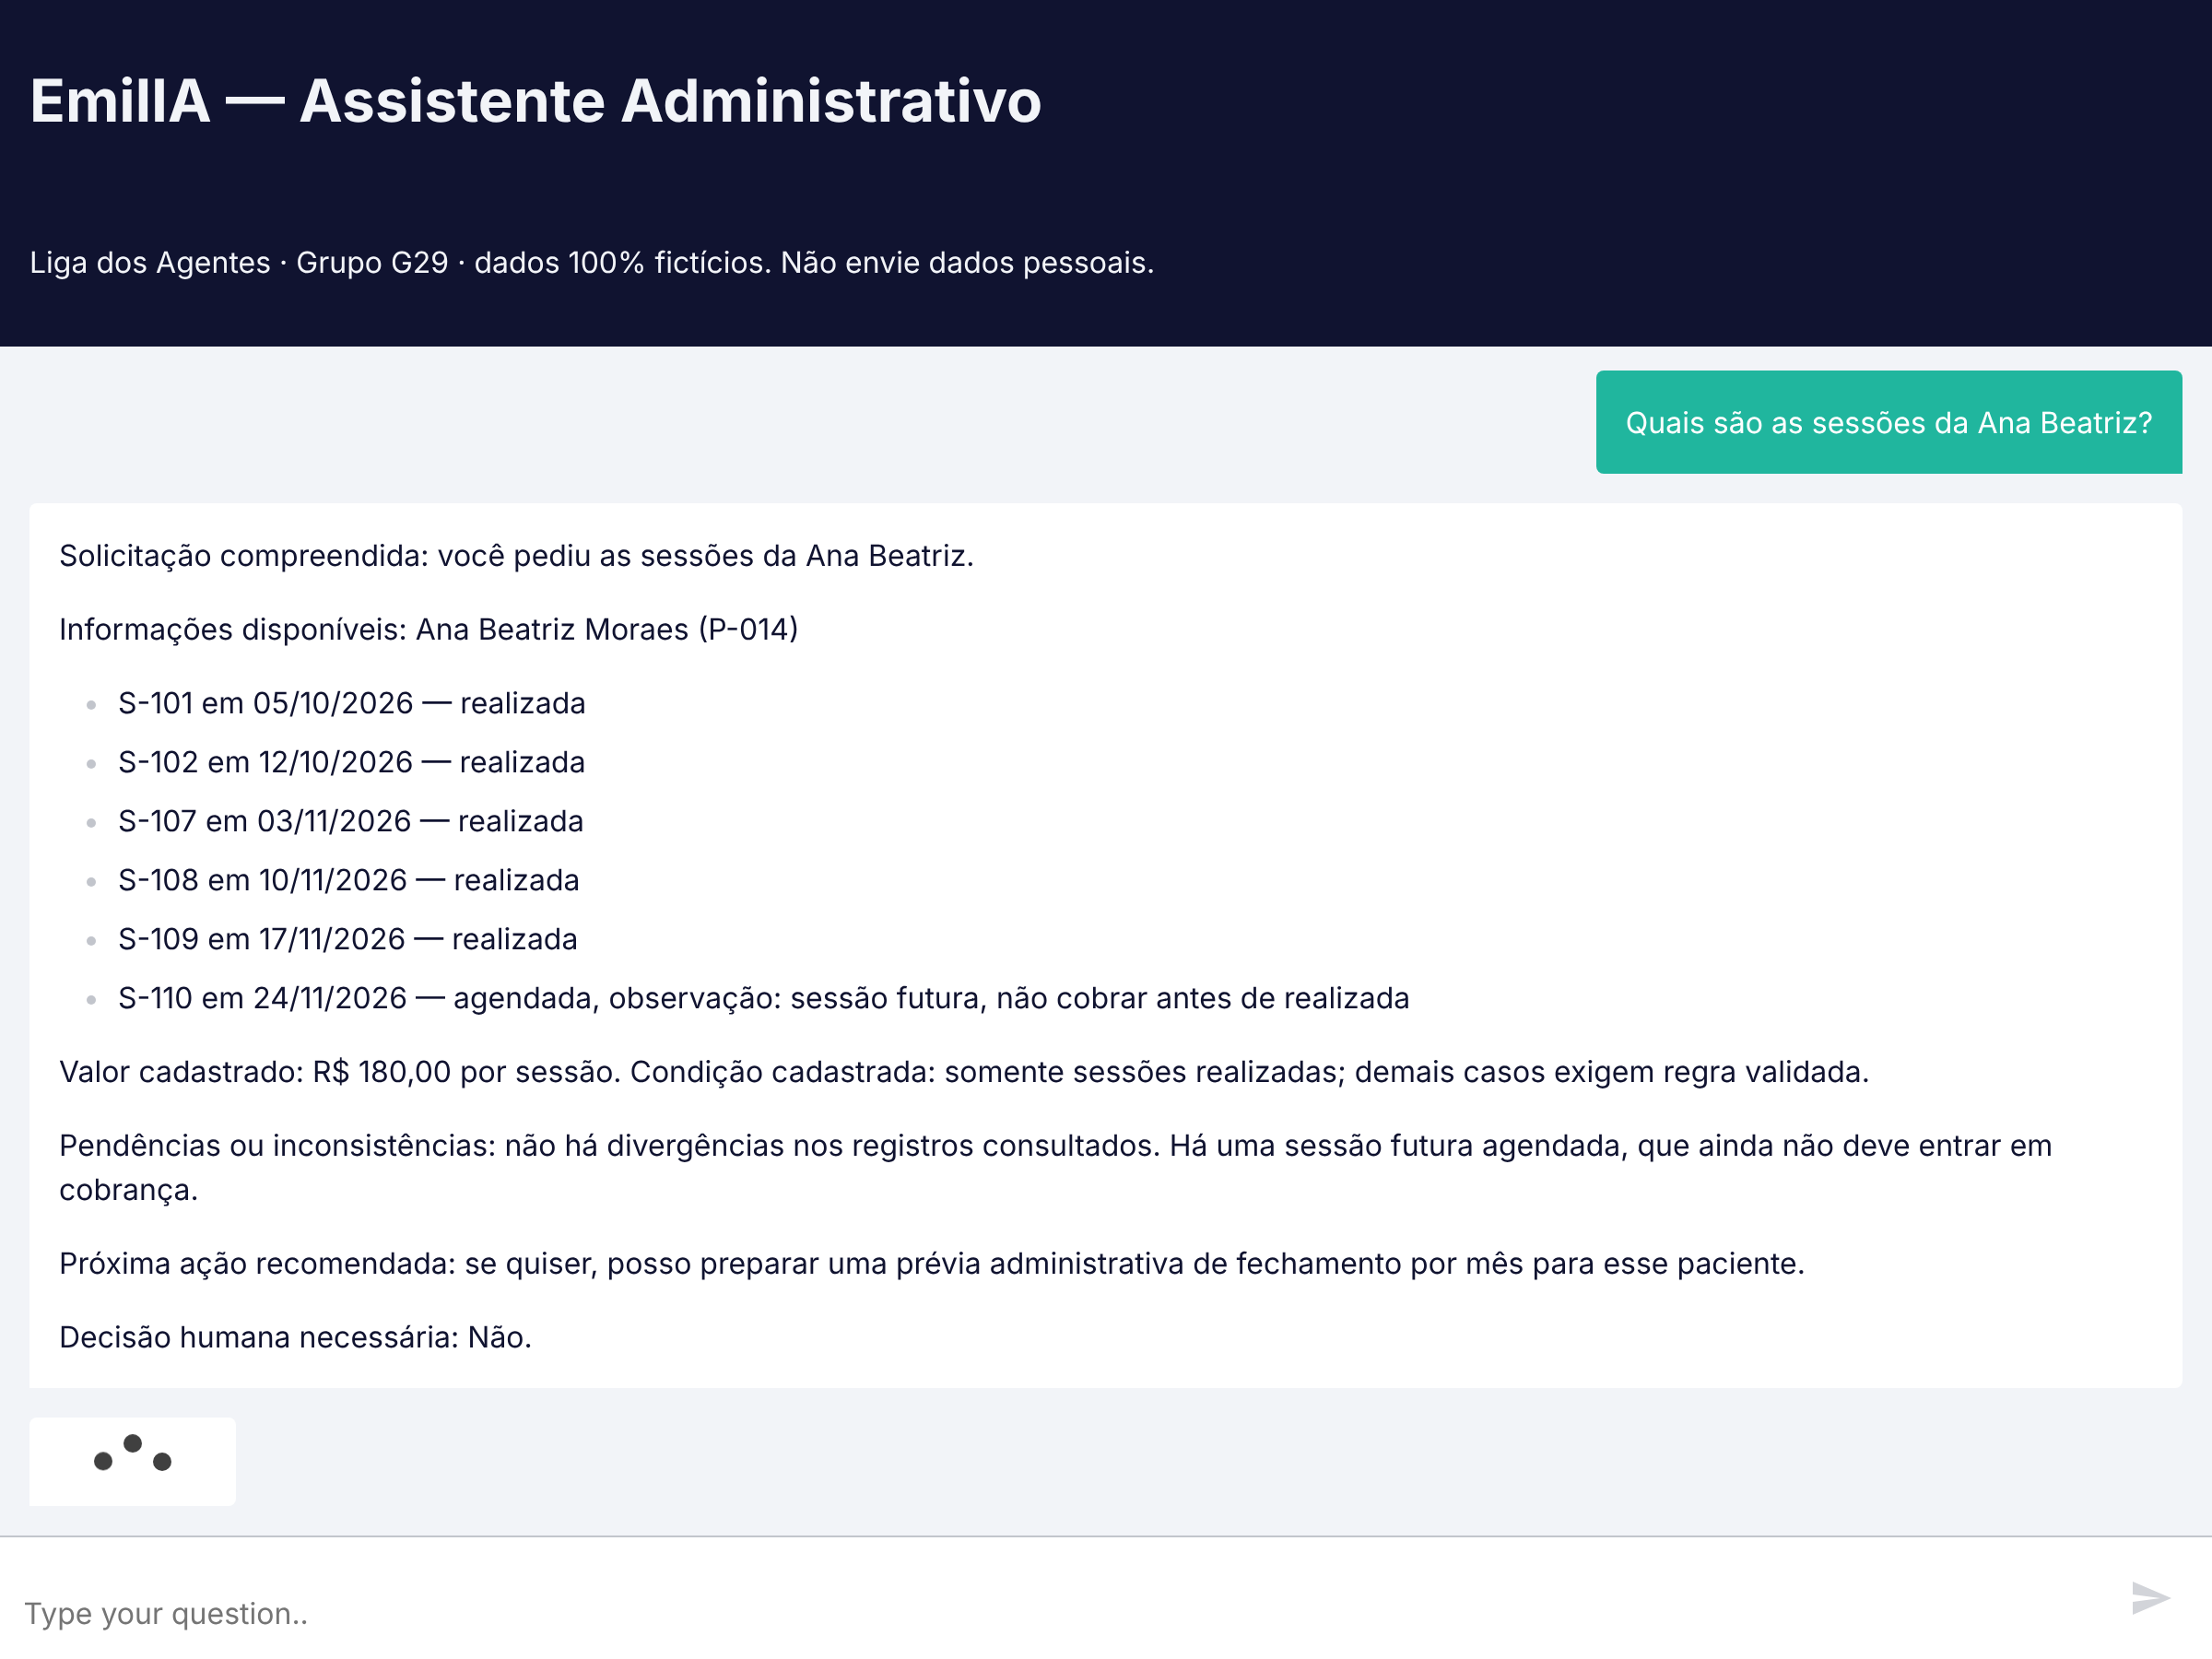 EmilIA — Assistente Administrativo
Liga dos Agentes · Grupo G29 · dados 100% fictícios. Não envie dados pessoais.
Quais são as sessões da Ana Beatriz?
Solicitação compreendida: você pediu as sessões da Ana Beatriz.
Informações disponíveis: Ana Beatriz Moraes (P-014)
S-101 em 05/10/2026 — realizada
S-102 em 12/10/2026 — realizada
S-107 em 03/11/2026 — realizada
S-108 em 10/11/2026 — realizada
S-109 em 17/11/2026 — realizada
S-110 em 24/11/2026 — agendada, observação: sessão futura, não cobrar antes de realizada
Valor cadastrado: R$ 180,00 por sessão. Condição cadastrada: somente sessões realizadas; demais casos exigem regra validada.
Pendências ou inconsistências: não há divergências nos registros consultados. Há uma sessão futura agendada, que ainda não deve entrar em
cobrança.
Próxima ação recomendada: se quiser, posso preparar uma prévia administrativa de fechamento por mês para esse paciente.
Decisão humana necessária: Não.
Type your question..